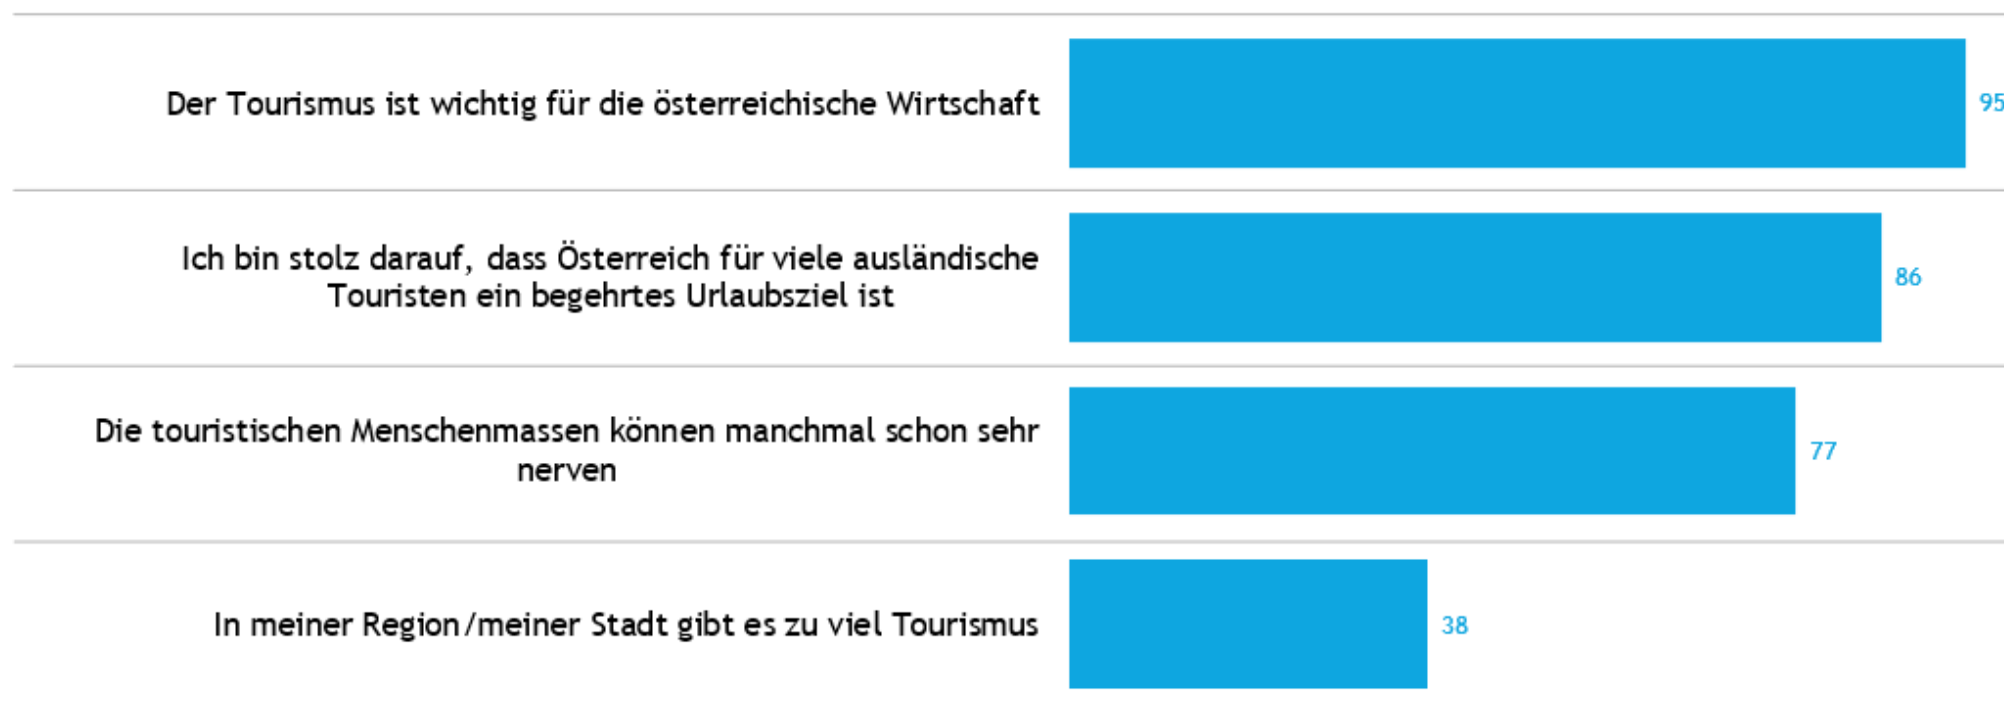 Der Tourismus ist wichtig für die österreichische Wirtschaft
95
Ich bin stolz darauf, dass Österreich für viele ausländische
Touristen ein begehrtes Urlaubsziel ist
86
Die touristischen Menschenmassen können manchmal schon sehr
nerven
77
In meiner Region/meiner Stadt gibt es zu viel Tourismus
38